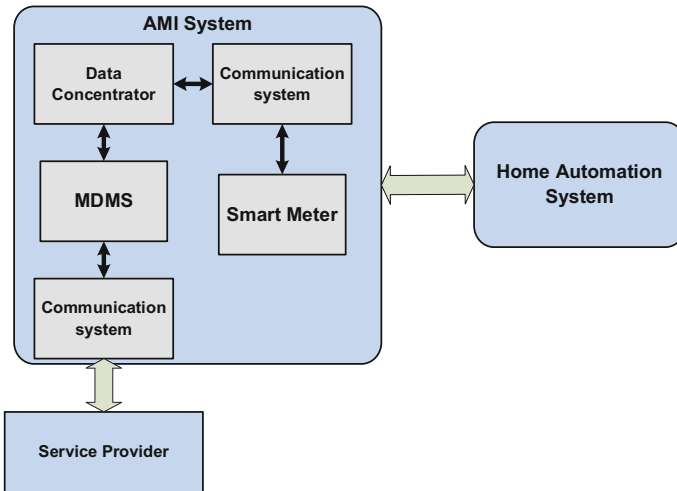 AMI System
Data
Concentrator
Communication
system
MDMS
Smart Meter
Communication
system
Home Automation
System
Service Provider